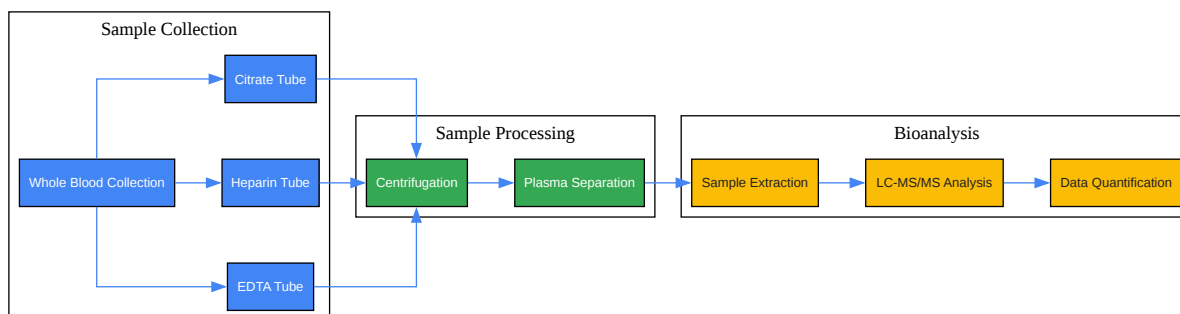 Sample Collection
Citrate Tube
Whole Blood Collection
Heparin Tube
EDTA Tube
Sample Processing
Centrifugation
Plasma Separation
Bioanalysis
Sample Extraction
LC-MS/MS Analysis
Data Quantification